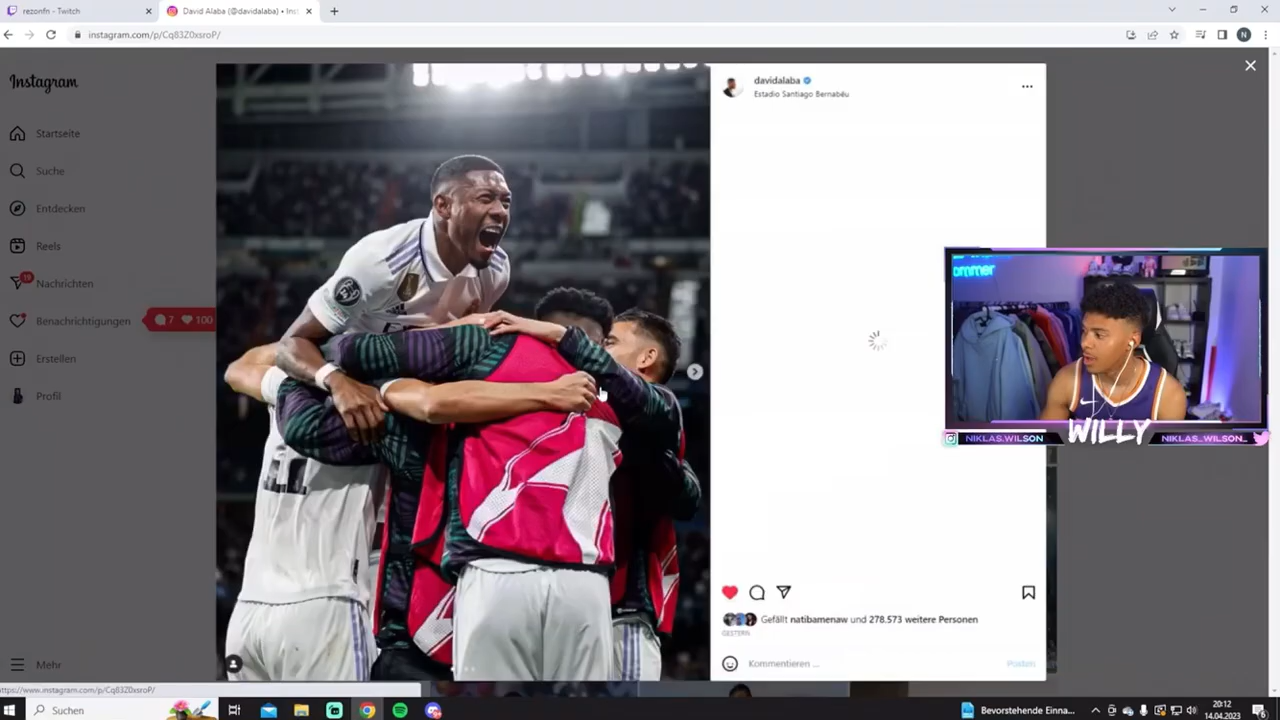 rezonfn - Twitch
David Alaba (@davidalaba) • Ins
instagram.com/p/Cq83Z0xsroP/
N
Instagram
Startseite
Suche
Entdecken
Reels
19
Nachrichten
Benachrichtigungen
7 100
Erstellen
Profil
Mehr
davidalaba
Estadio Santiago Bernabéu
ommer
NIKLAS.WILSON
WILLY
NIKLAS_WILSON_
Gefällt natibamenaw und 278.573 weitere Personen
GESTERN
Kommentieren ...
Posten
https://www.instagram.com/p/Cq83Z0xsroP/
Suchen
Bevorstehende Einna...
20:12
14.04.2023